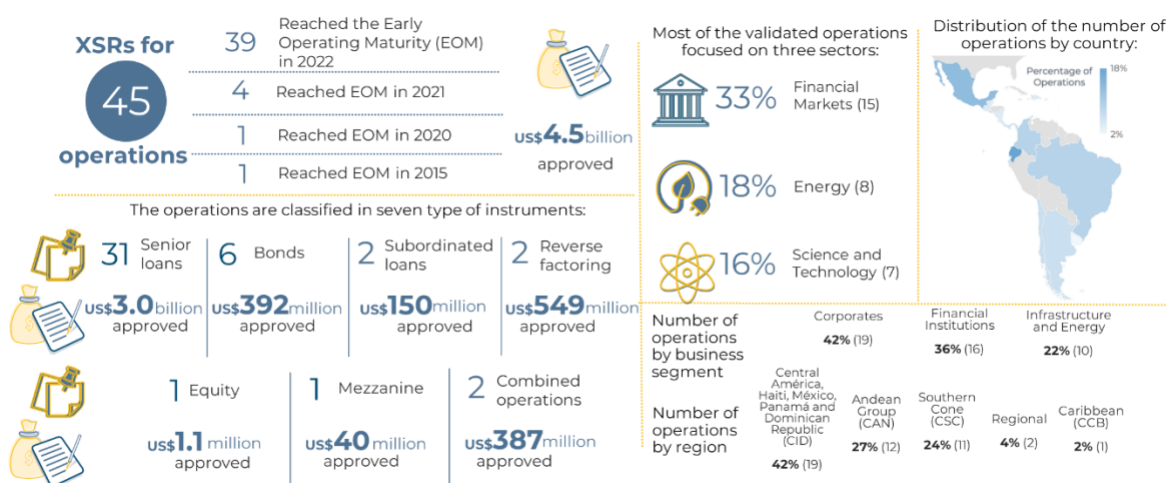 XSRs for
45
operations
39
Reached the Early
Operating Maturity (EOM)
in 2022
4
Reached EOM in 2021
1
Reached EOM in 2020
1
Reached EOM in 2015
US$4.5billion
approved
The operations are classified in seven type of instruments:
31 Senior
loans
US$3.0billion
approved
6 Bonds
US$392million
approved
2 Subordinated
loans
US$150million
approved
2 Reverse
factoring
US$549million
approved
1 Equity
US$1.1 million
approved
1 Mezzanine
US$40 million
approved
2 Combined
operations
US$387million
approved
Most of the validated operations
focused on three sectors:
33% Financial
Markets (15)
18% Energy (8)
16% Science and
Technology (7)
Distribution of the number of
operations by country:
Percentage of
Operations
18%
2%
Number of
operations
by business
segment
Corporates
42% (19)
Financial
Institutions
36% (16)
Infrastructure
and Energy
22% (10)
Number of
operations
by region
Central
América,
Haiti, México,
Panamá and
Dominican
Republic (CID)
42% (19)
Andean
Group (CAN)
27% (12)
Southern
Cone (CSC)
24% (11)
Regional
4% (2)
Caribbean
(CCB)
2% (1)